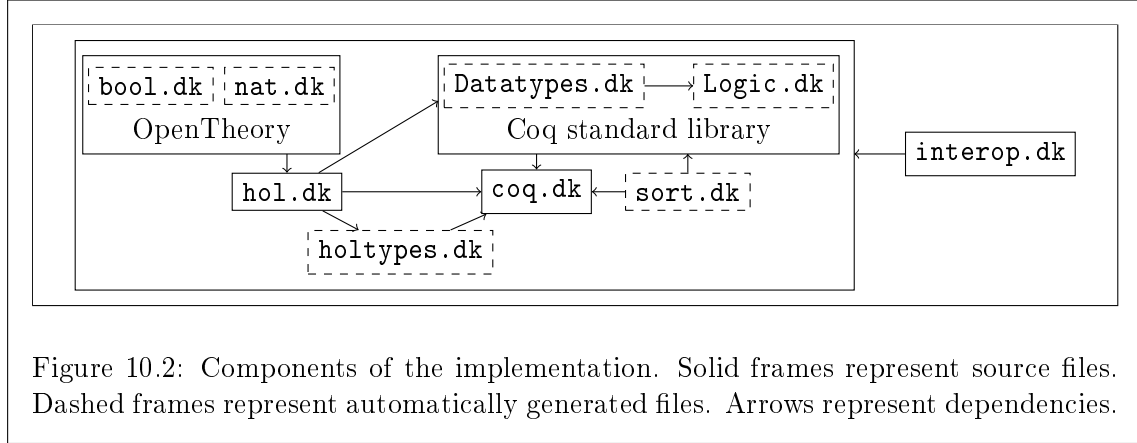 bool.dk nat.dk Datatypes.dk Logic.dk
OpenTheory Coq standard library
interop.dk
hol.dk coq.dk sort.dk
holtypes.dk
Figure 10.2: Components of the implementation. Solid frames represent source files.
Dashed frames represent automatically generated files. Arrows represent dependencies.